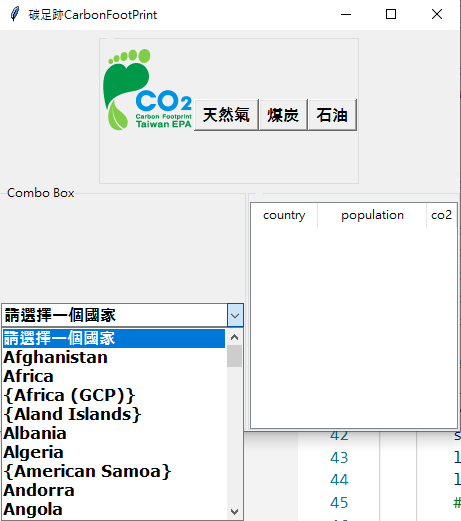 碳足跡CarbonFootPrint
CO2
Carbon Footprint
Taiwan EPA
天然氣 煤炭 石油
Combo Box
country population co2
請選擇一個國家
請選擇一個國家
Afghanistan
Africa
{Africa (GCP)}
{Aland Islands}
Albania
Algeria
{American Samoa}
Andorra
Angola
42 s
43 l
44 l
45 #